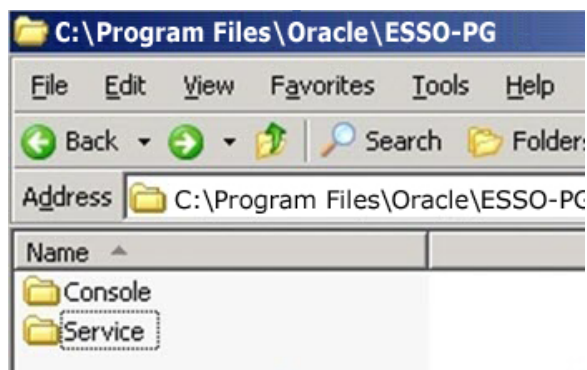 C:\Program Files\Oracle\ESSO-PG
File Edit View Favorites Tools Help
Back Search Folders
Address C:\Program Files\Oracle\ESSO-PG
Name
Console
Service